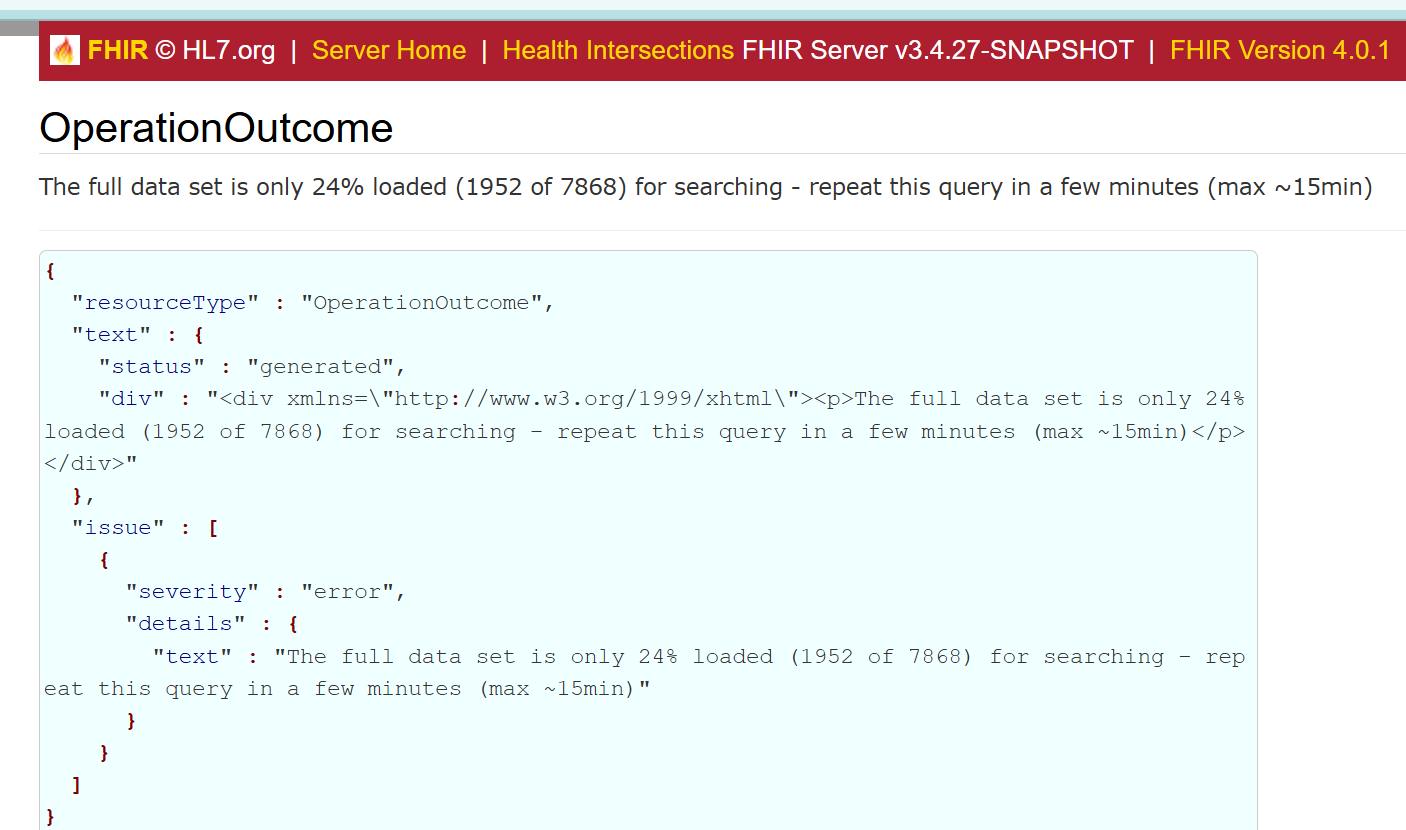 FHIR © HL7.org | Server Home | Health Intersections FHIR Server v3.4.27-SNAPSHOT | FHIR Version 4.0.1
OperationOutcome
The full data set is only 24% loaded (1952 of 7868) for searching - repeat this query in a few minutes (max ~15min)
{
  "resourceType" : "OperationOutcome",
  "text" : {
    "status" : "generated",
    "div" : "<div xmlns=\"http://www.w3.org/1999/xhtml\"><p>The full data set is only 24%
loaded (1952 of 7868) for searching - repeat this query in a few minutes (max ~15min)</p>
</div>"
  },
  "issue" : [
    {
      "severity" : "error",
      "details" : {
        "text" : "The full data set is only 24% loaded (1952 of 7868) for searching - rep
eat this query in a few minutes (max ~15min)"
      }
    }
  ]
}